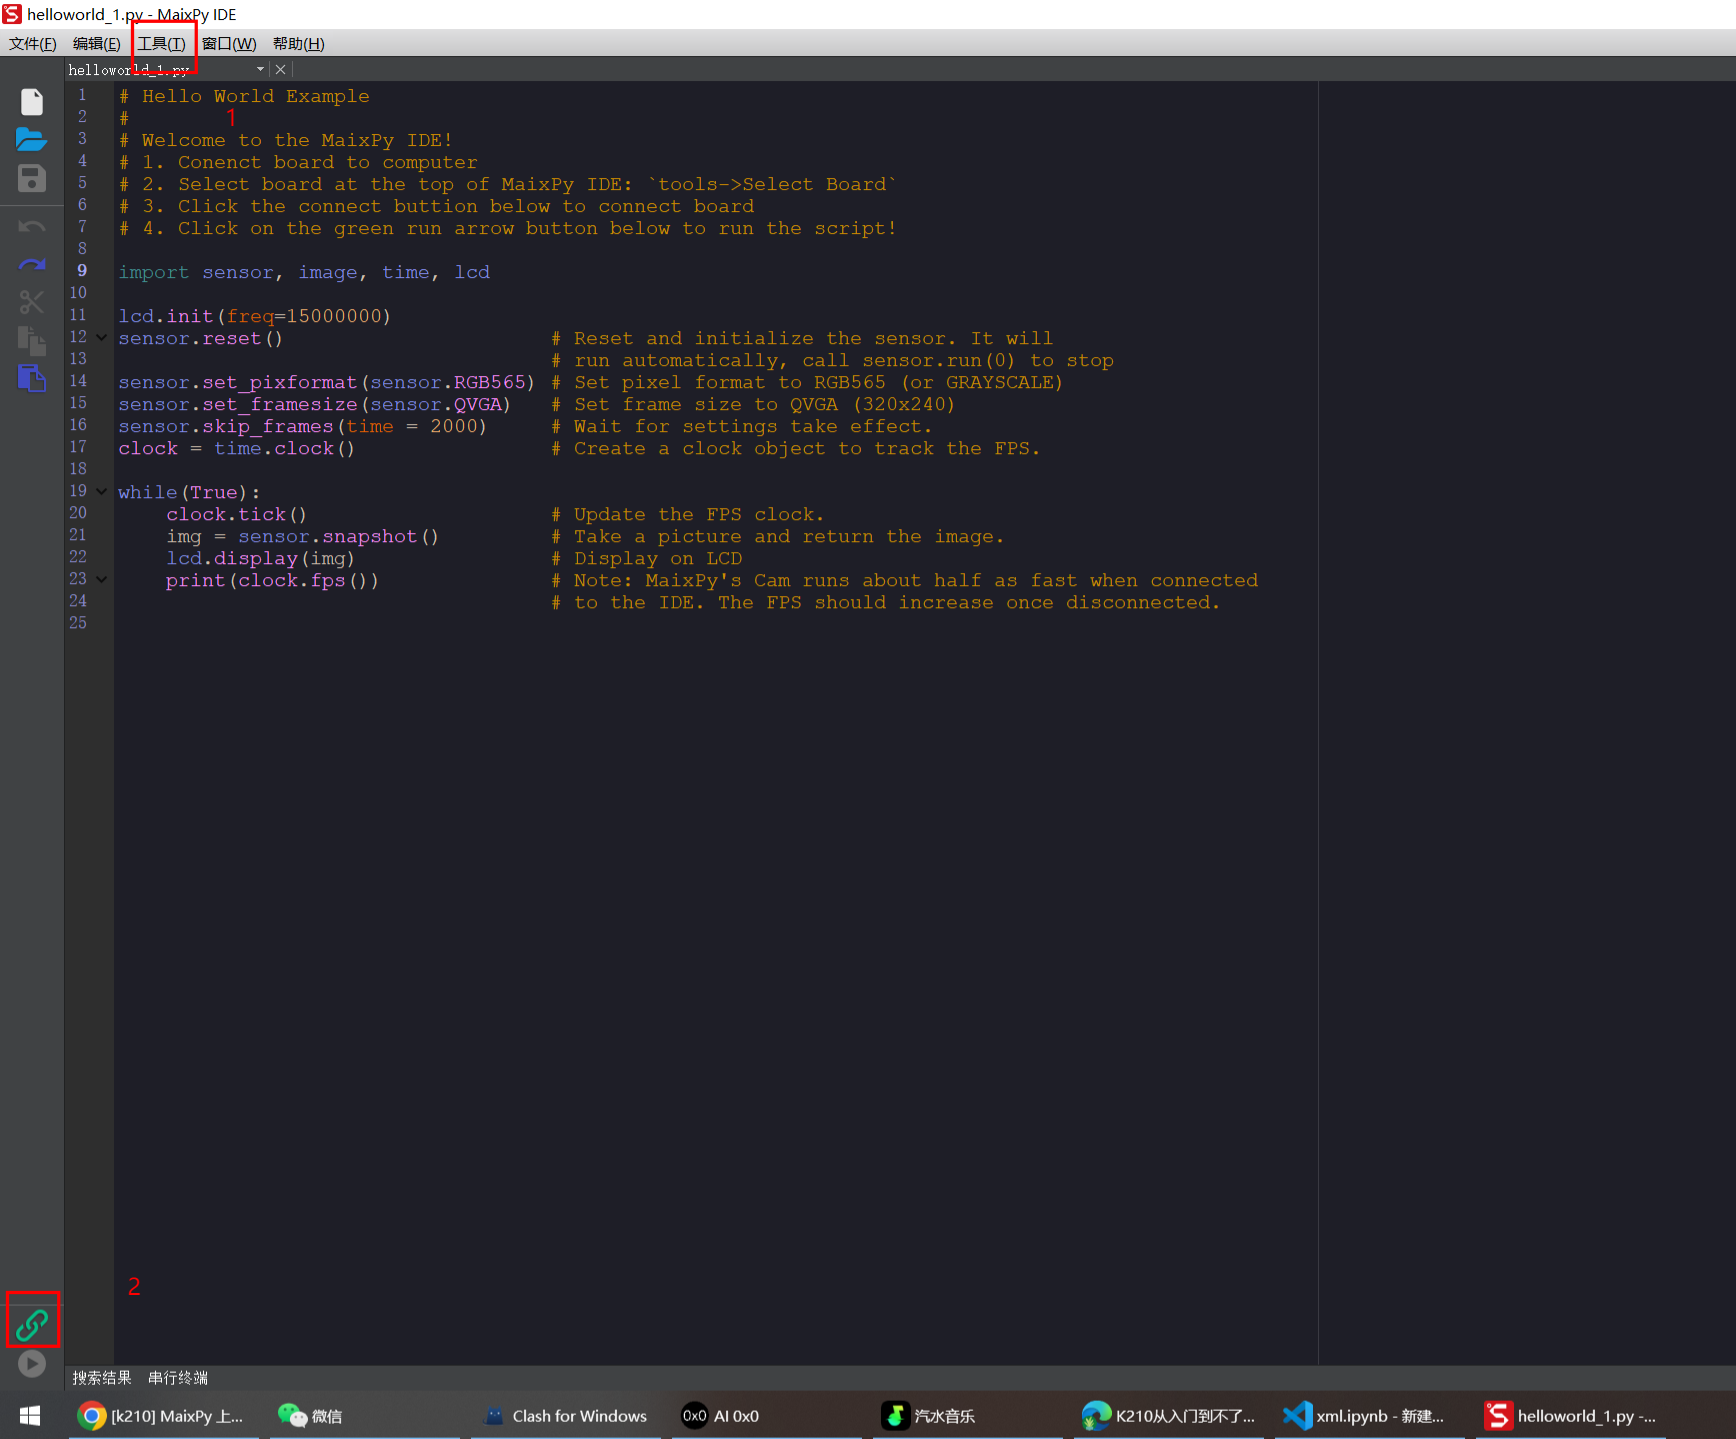 helloworld_1.py - MaixPy IDE
文件(F) 编辑(E) 工具(T) 窗口(W) 帮助(H)
helloworld_1.py
1 # Hello World Example
2 #
1
3 # Welcome to the MaixPy IDE!
4 # 1. Conenct board to computer
5 # 2. Select board at the top of MaixPy IDE: `tools->Select Board`
6 # 3. Click the connect buttion below to connect board
7 # 4. Click on the green run arrow button below to run the script!
8
9 import sensor, image, time, lcd
10
11 lcd.init(freq=15000000)
12 sensor.reset() # Reset and initialize the sensor. It will
13 # run automatically, call sensor.run(0) to stop
14 sensor.set_pixformat(sensor.RGB565) # Set pixel format to RGB565 (or GRAYSCALE)
15 sensor.set_framesize(sensor.QVGA) # Set frame size to QVGA (320x240)
16 sensor.skip_frames(time = 2000) # Wait for settings take effect.
17 clock = time.clock() # Create a clock object to track the FPS.
18
19 while(True):
20 clock.tick() # Update the FPS clock.
21 img = sensor.snapshot() # Take a picture and return the image.
22 lcd.display(img) # Display on LCD
23 print(clock.fps()) # Note: MaixPy's Cam runs about half as fast when connected
24 # to the IDE. The FPS should increase once disconnected.
25
2
搜索结果 串行终端
[k210] MaixPy 上... 微信 Clash for Windows 0x0 AI 0x0 汽水音乐 K210从入门到不了... xml.ipynb - 新建... helloworld_1.py -...